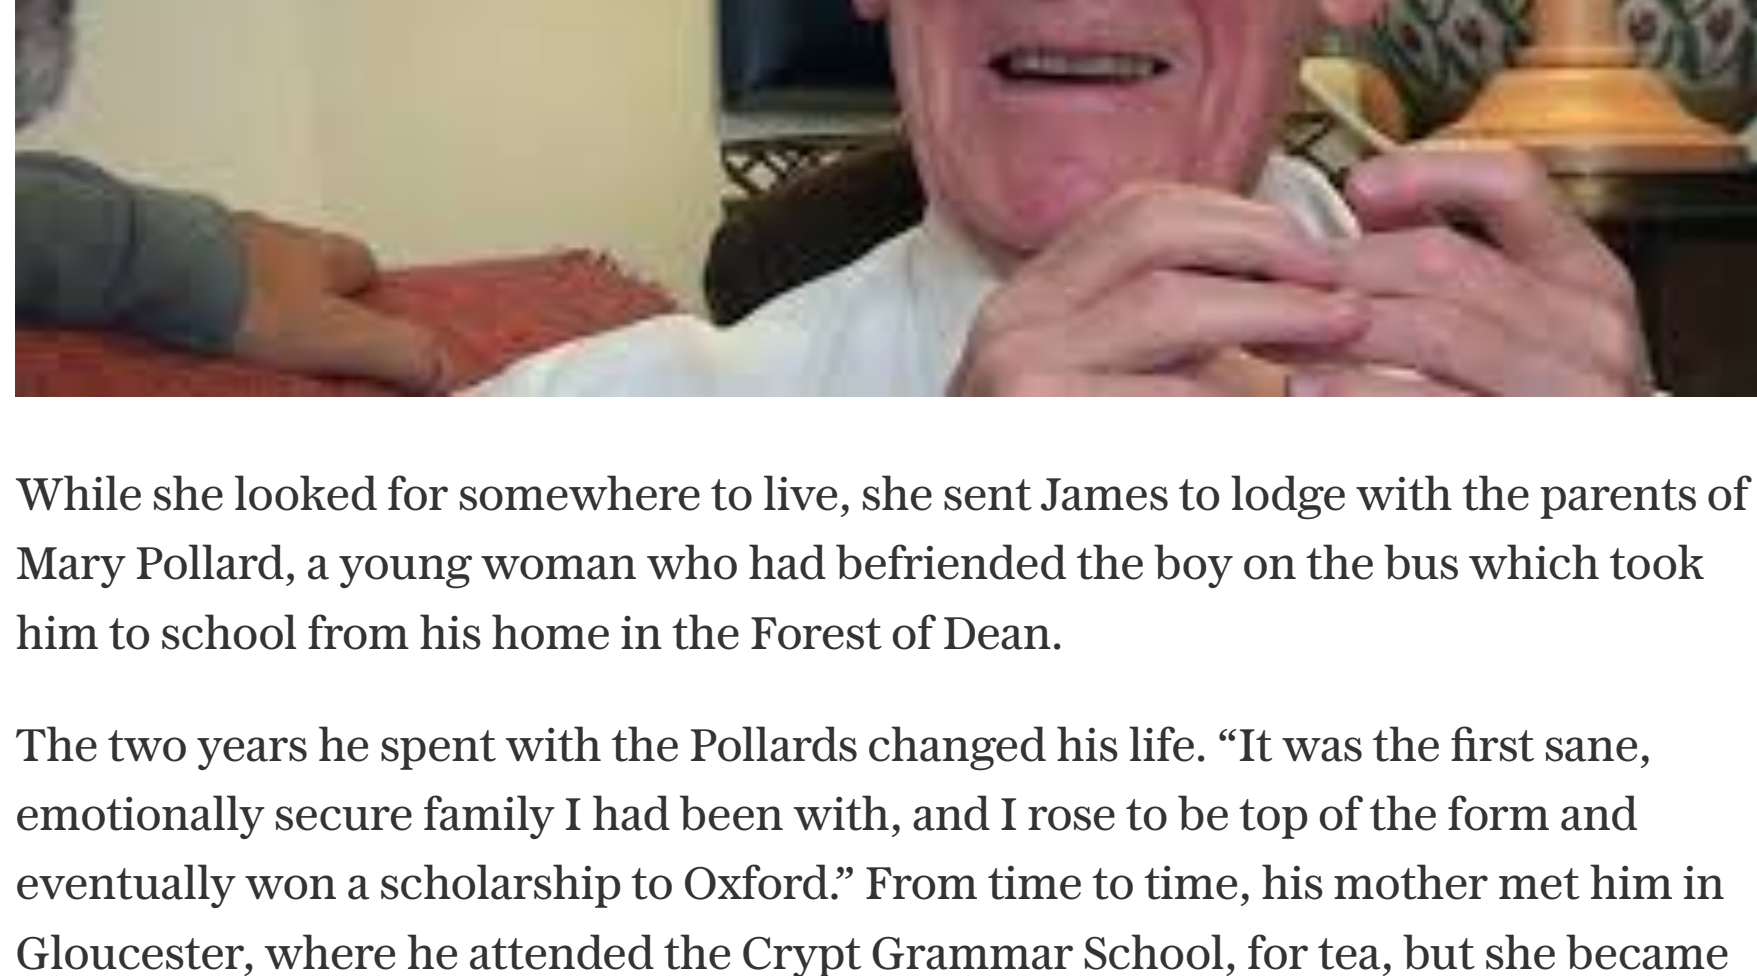 While she looked for somewhere to live, she sent James to lodge with the parents of
Mary Pollard, a young woman who had befriended the boy on the bus which took
him to school from his home in the Forest of Dean.
The two years he spent with the Pollards changed his life. “It was the first sane,
emotionally secure family I had been with, and I rose to be top of the form and
eventually won a scholarship to Oxford.” From time to time, his mother met him in
Gloucester, where he attended the Crypt Grammar School, for tea, but she became